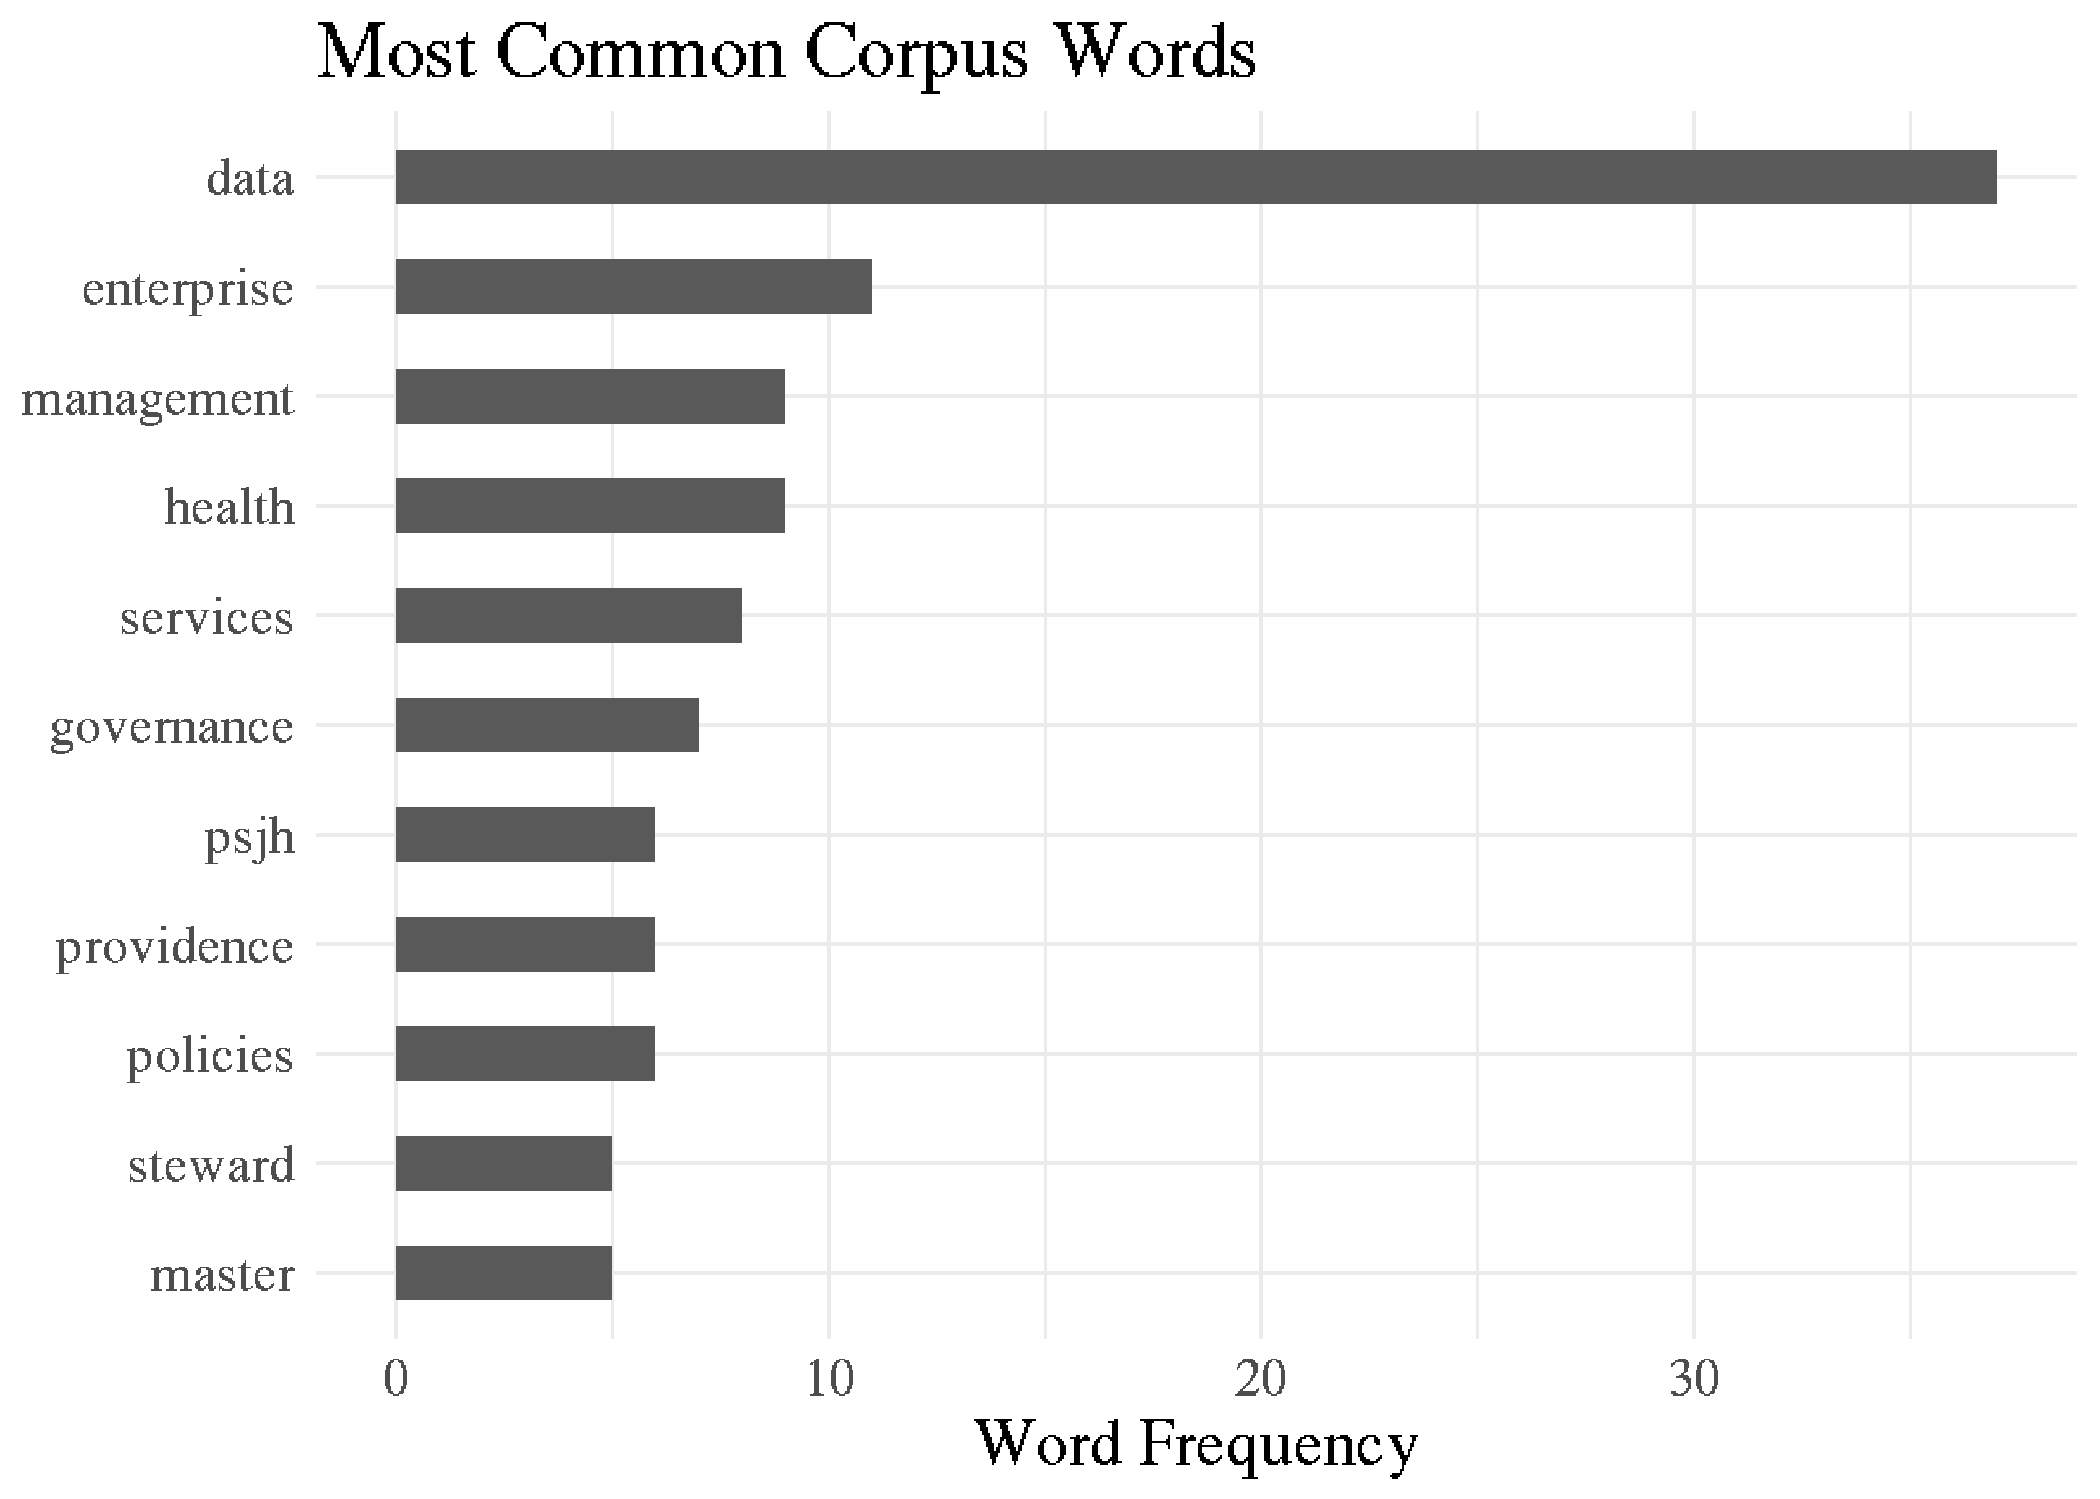 Most Common Corpus Words
data
enterprise
management
health
services
governance
psjh
providence
policies
steward
master
0 10 20 30
Word Frequency